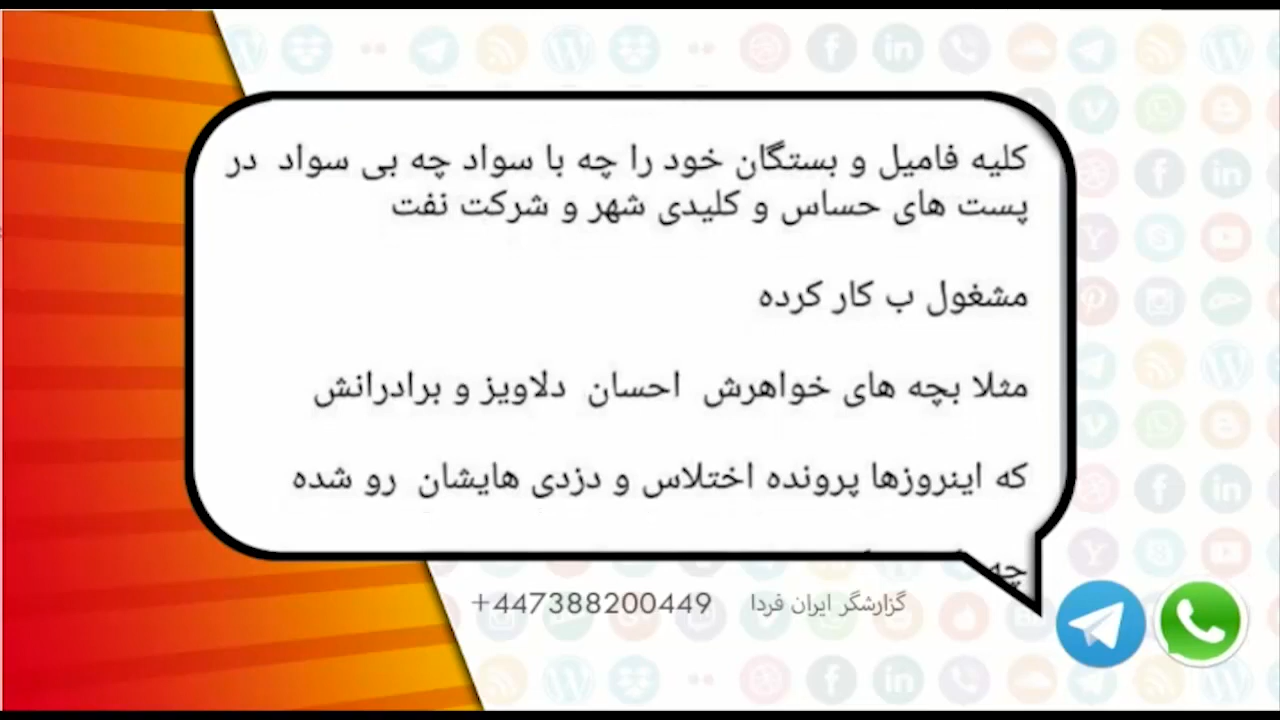 کلیه فامیل و بستگان خود را چه با سواد چه بی سواد در
پست های حساس و کلیدی شهر و شرکت نفت
مشغول ب کار کرده
مثلا بچه های خواهرش احسان دلاویز و برادرانش
که اینروزها پرونده اختلاس و دزدی هایشان رو شده
چه
گزارشگر ایران فردا +447388200449